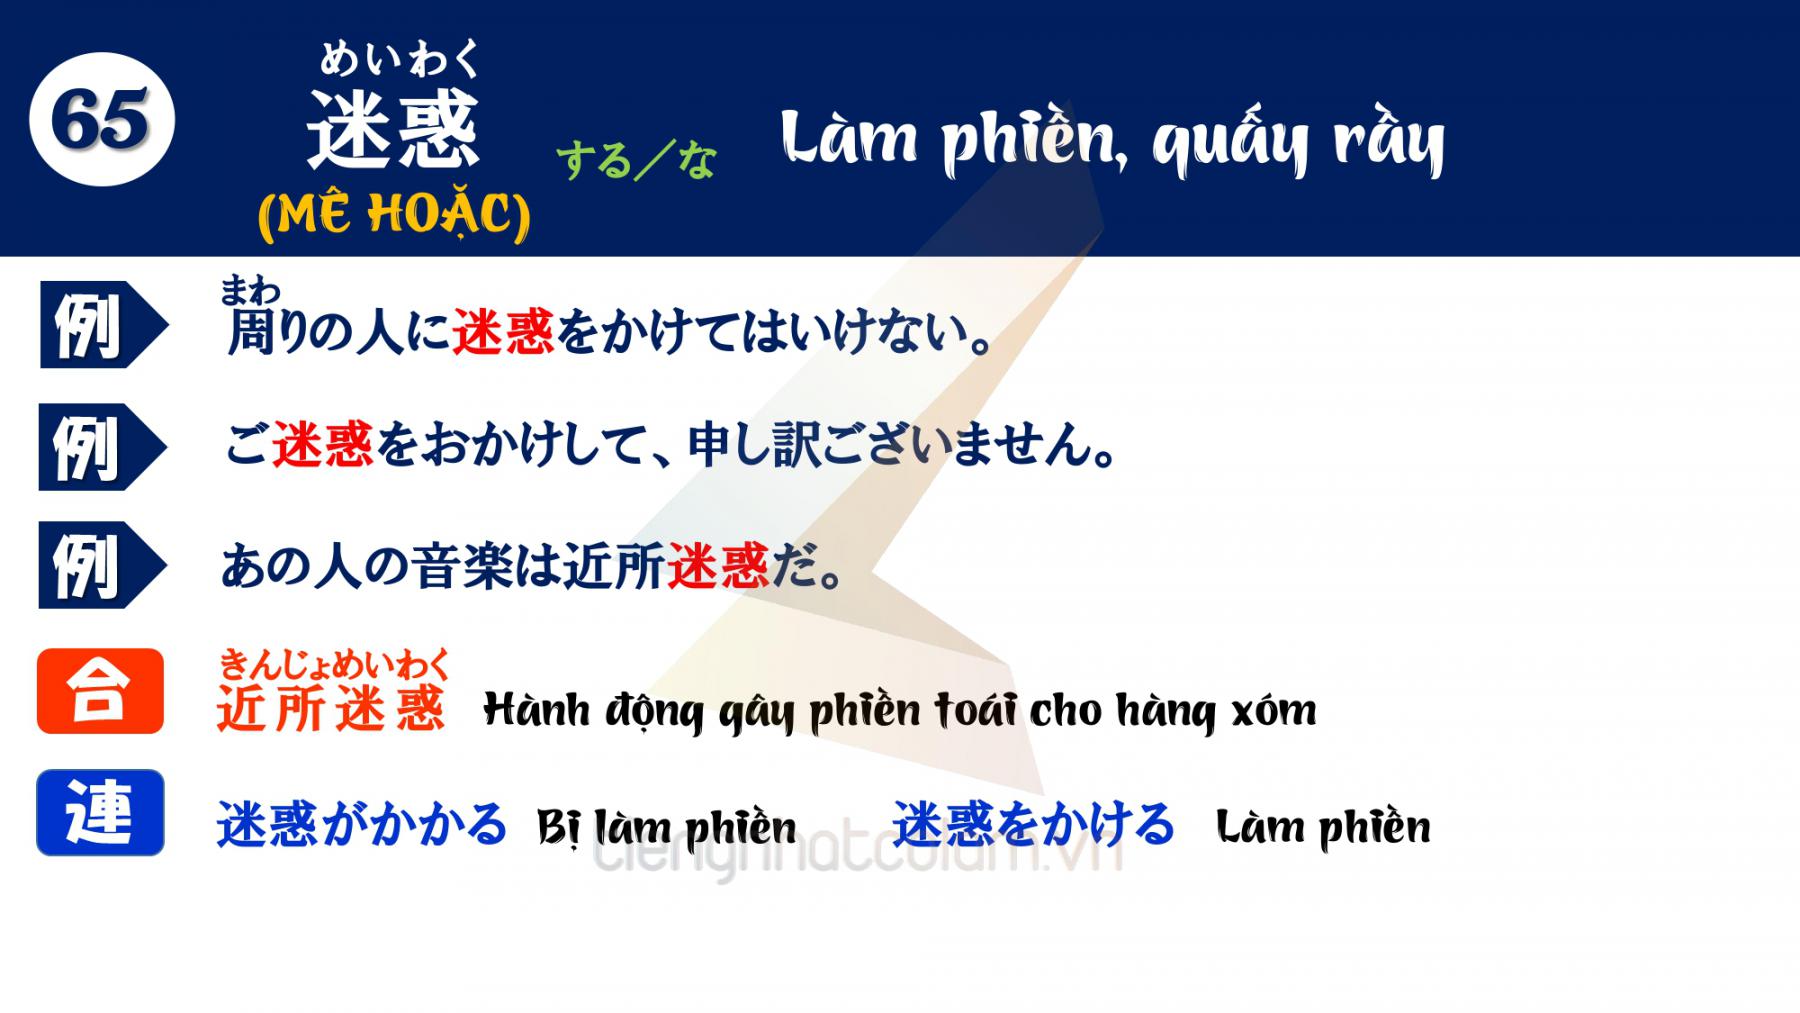 65
めいわく
迷惑 する／な Làm phiền, quấy rầy
(MÊ HOẶC)
まわ
例 周りの人に迷惑をかけてはいけない。
例 ご迷惑をおかけして、申し訳ございません。
例 あの人の音楽は近所迷惑だ。
きんじょめいわく
合 近所迷惑 Hành động gây phiền toái cho hàng xóm
連 迷惑がかかる Bị làm phiền 迷惑をかける Làm phiền
tiengnhatcolam.vn